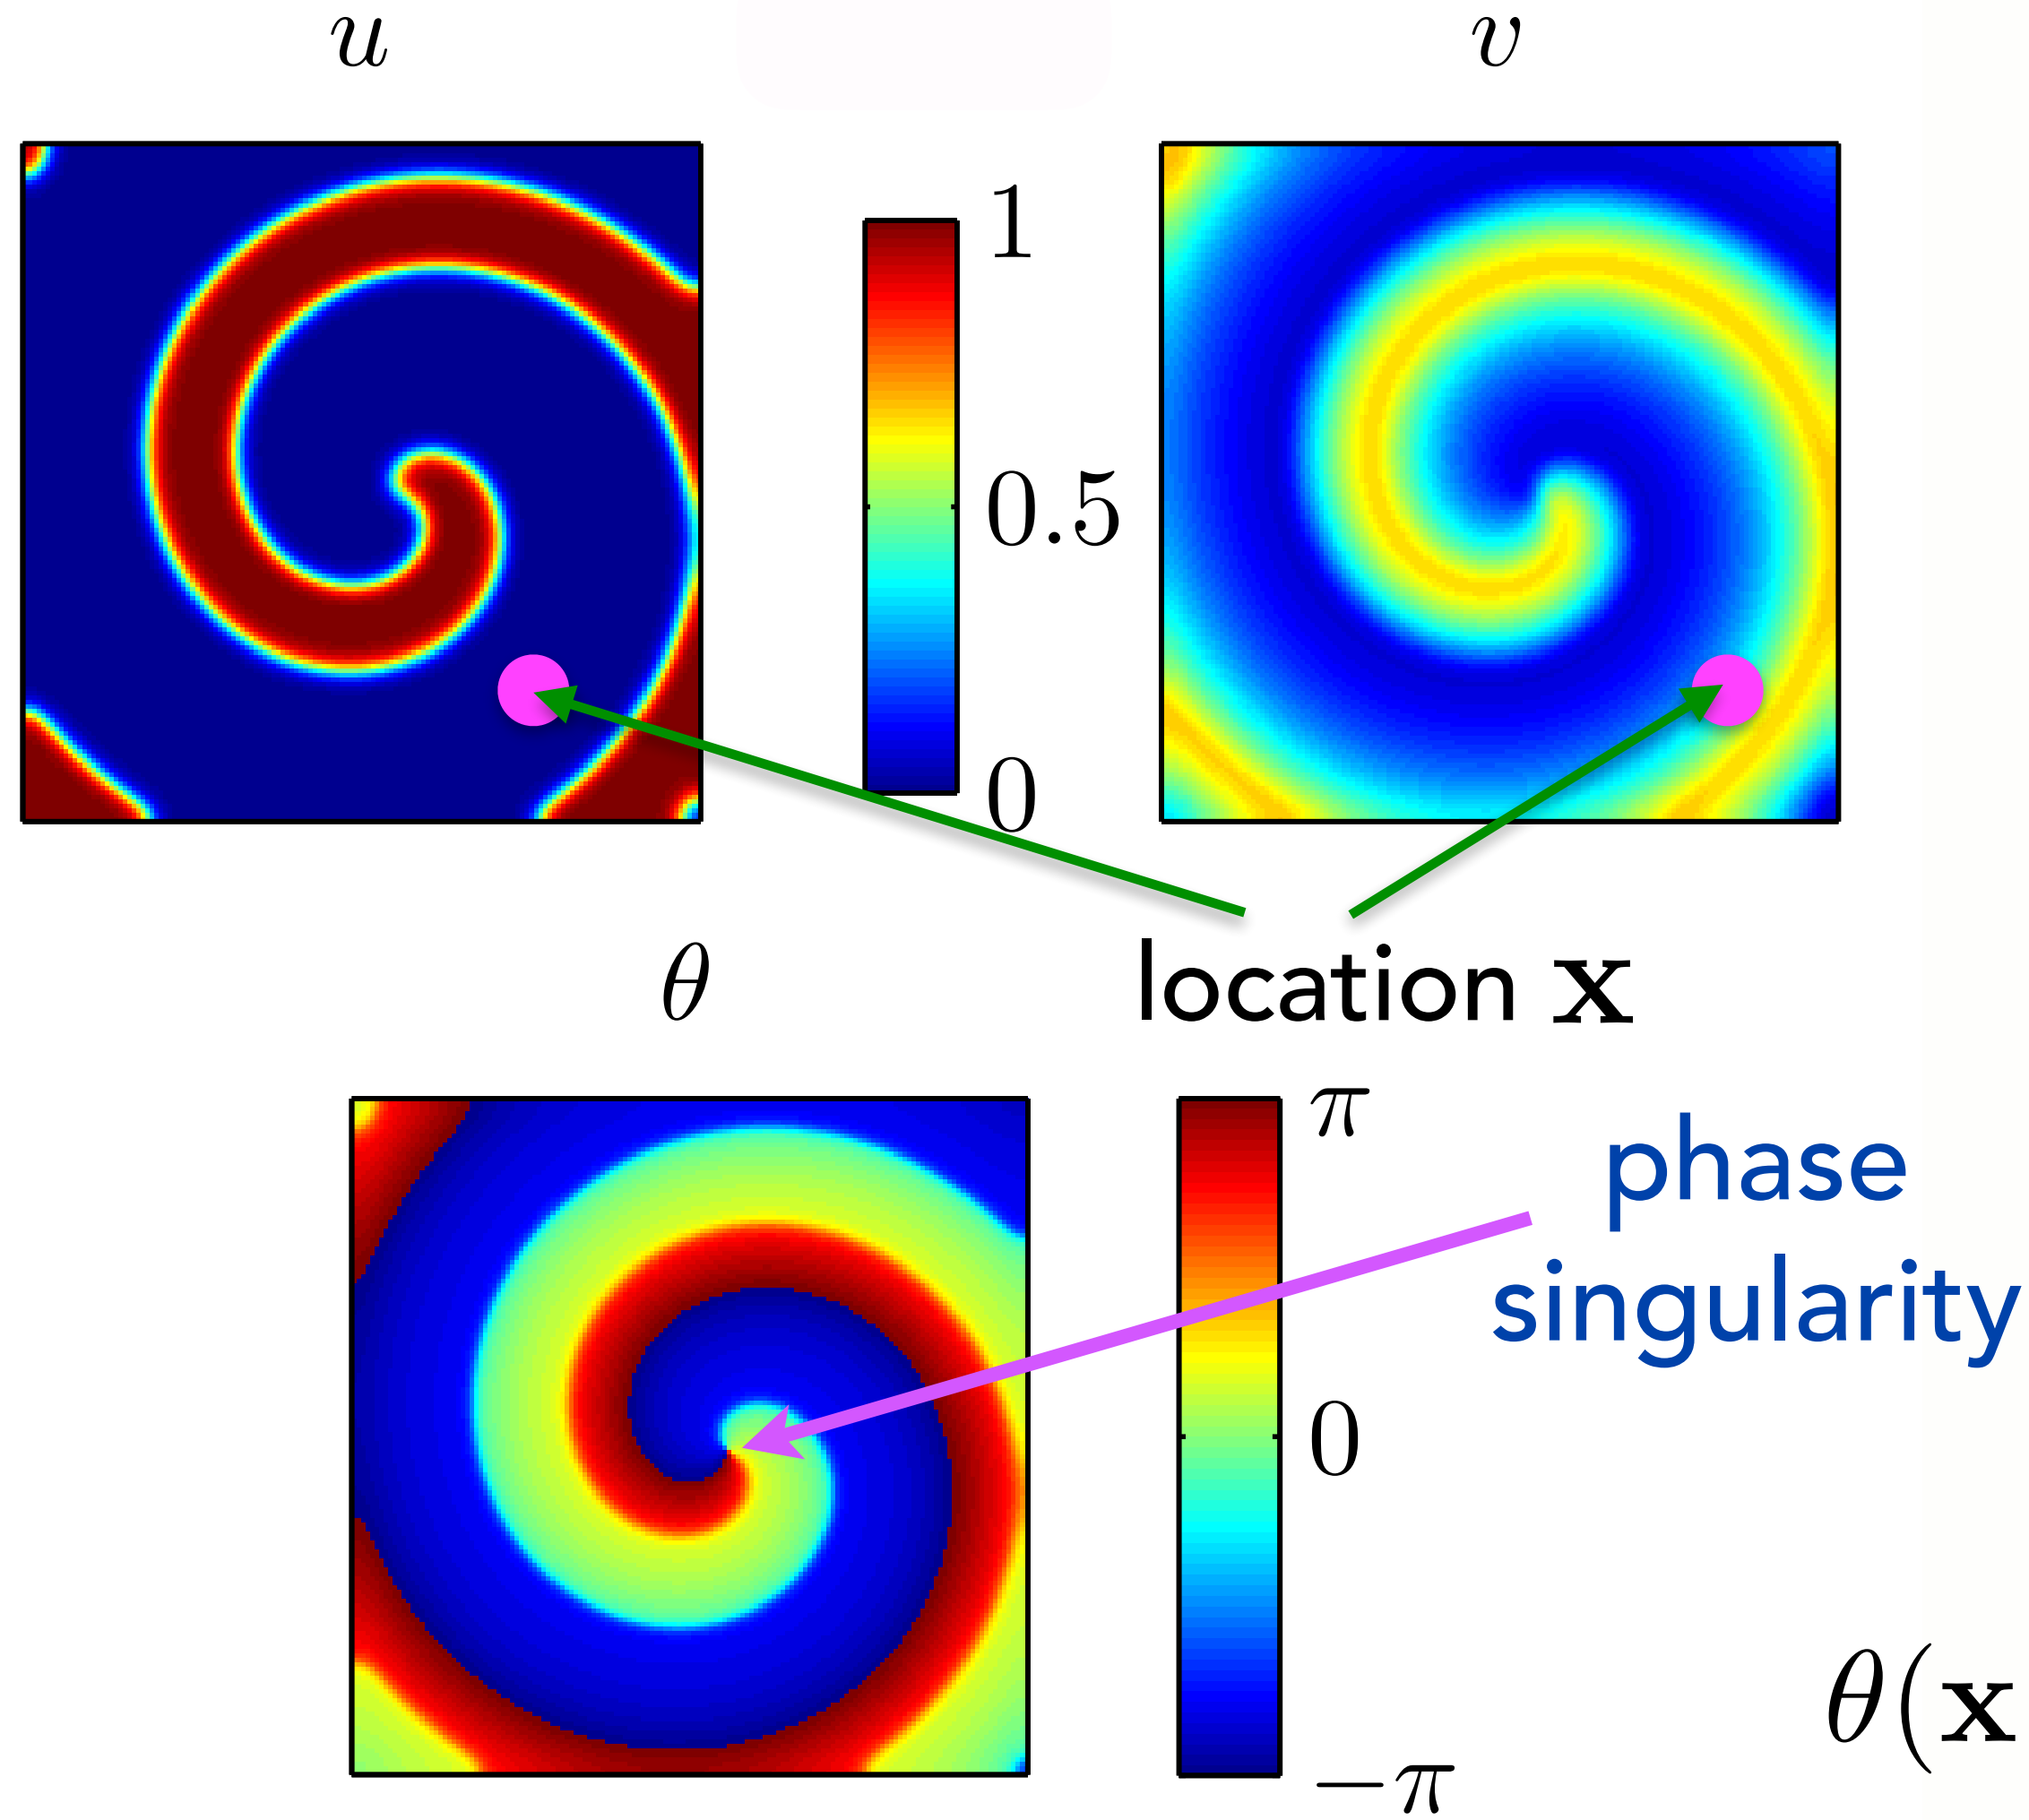 u
v
1
0.5
0
location x
θ
π
phase
singularity
0
θ(x
−π